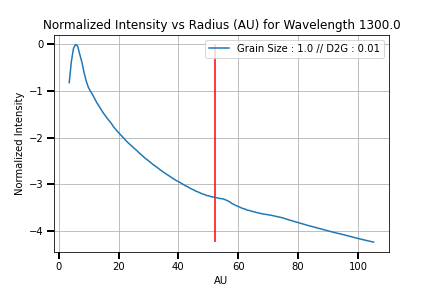 Normalized Intensity vs Radius (AU) for Wavelength 1300.0
Grain Size : 1.0 // D2G : 0.01
0
−1
−2
−3
−4
Normalized Intensity
0 20 40 60 80 100
AU